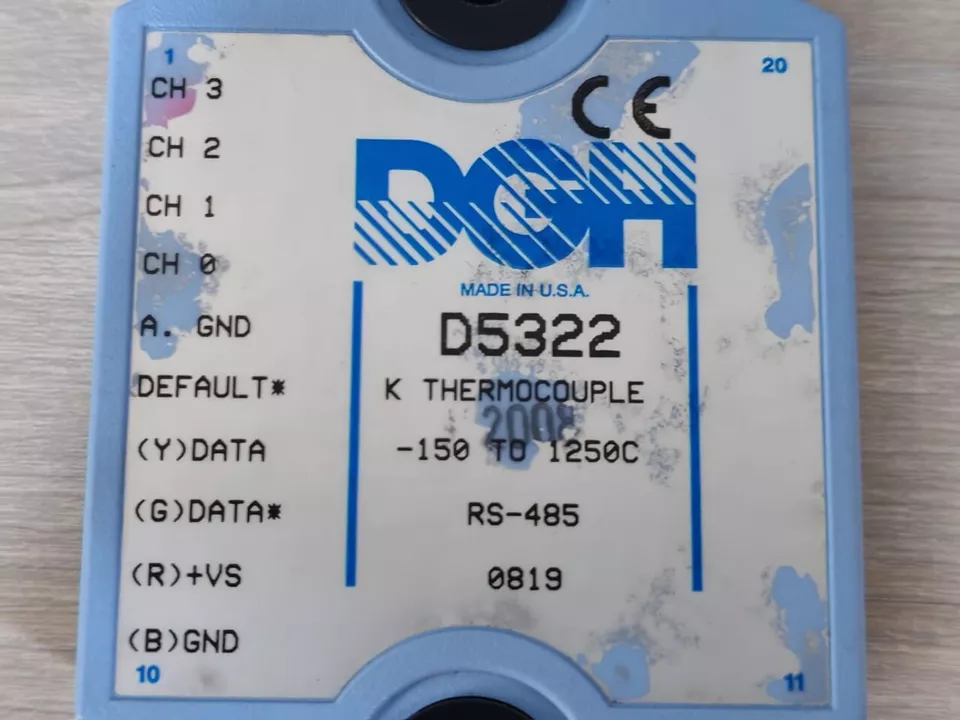 1
20
CH 3
CE
CH 2
DGH
CH 1
CH 0
MADE IN U.S.A.
A. GND
D5322
DEFAULT*
K THERMOCOUPLE
2008
(Y)DATA
-150 TO 1250C
(G)DATA*
RS-485
(R)+VS
0819
(B)GND
10
11